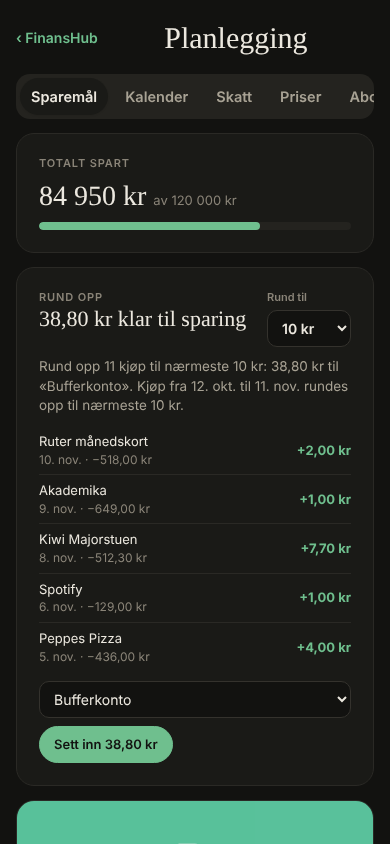 ‹ FinansHub
Planlegging
Sparemål Kalender Skatt Priser Abo
TOTALT SPART
84 950 kr av 120 000 kr
RUND OPP
38,80 kr klar til sparing
Rund til
10 kr
Rund opp 11 kjøp til nærmeste 10 kr: 38,80 kr til
«Bufferkonto». Kjøp fra 12. okt. til 11. nov. rundes
opp til nærmeste 10 kr.
Ruter månedskort
10. nov. · −518,00 kr
+2,00 kr
Akademika
9. nov. · −649,00 kr
+1,00 kr
Kiwi Majorstuen
8. nov. · −512,30 kr
+7,70 kr
Spotify
6. nov. · −129,00 kr
+1,00 kr
Peppes Pizza
5. nov. · −436,00 kr
+4,00 kr
Bufferkonto
Sett inn 38,80 kr